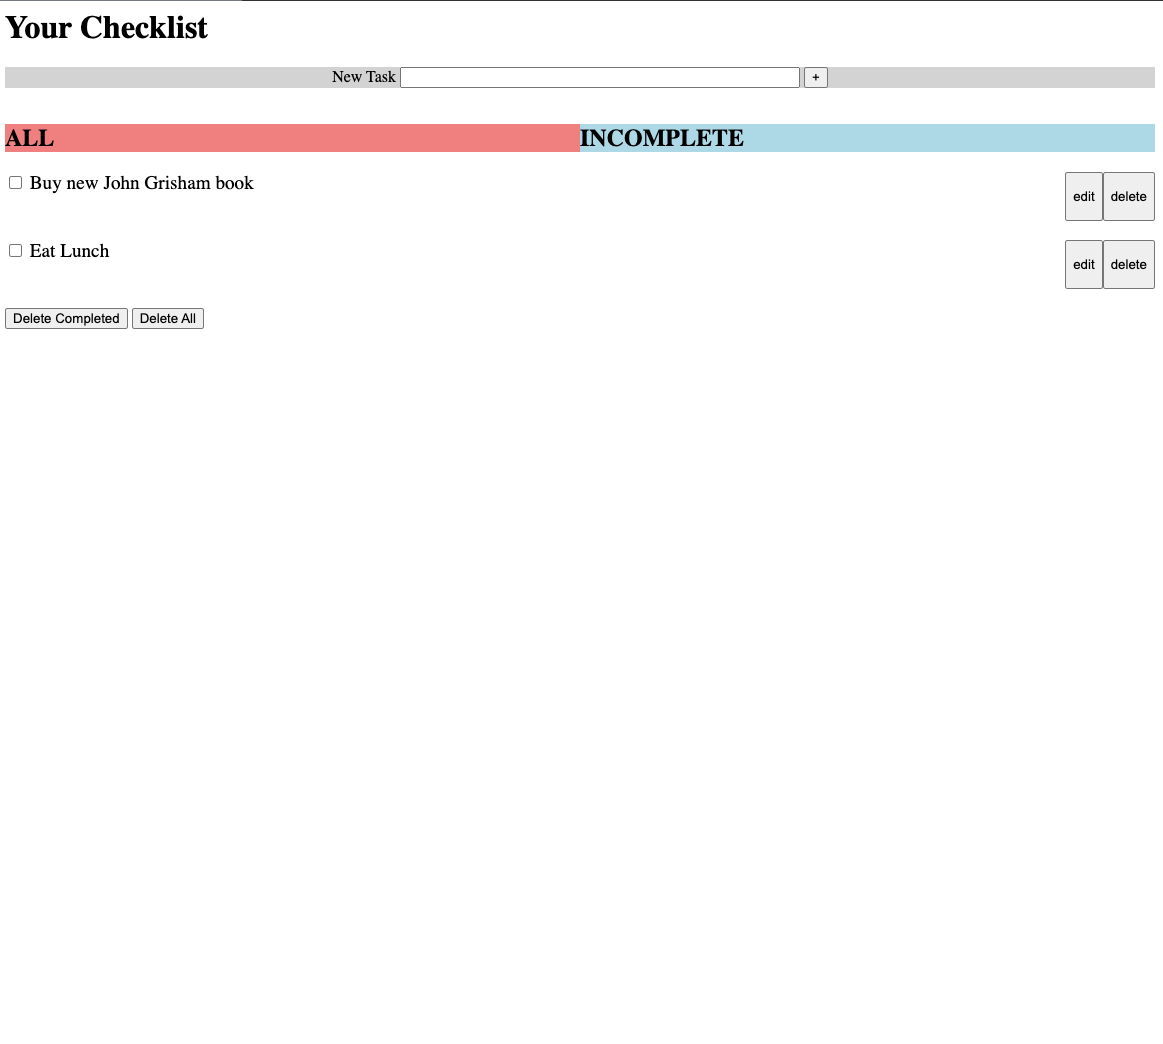 Your Checklist
New Task +
ALL INCOMPLETE
Buy new John Grisham book edit delete
Eat Lunch edit delete
Delete Completed Delete All